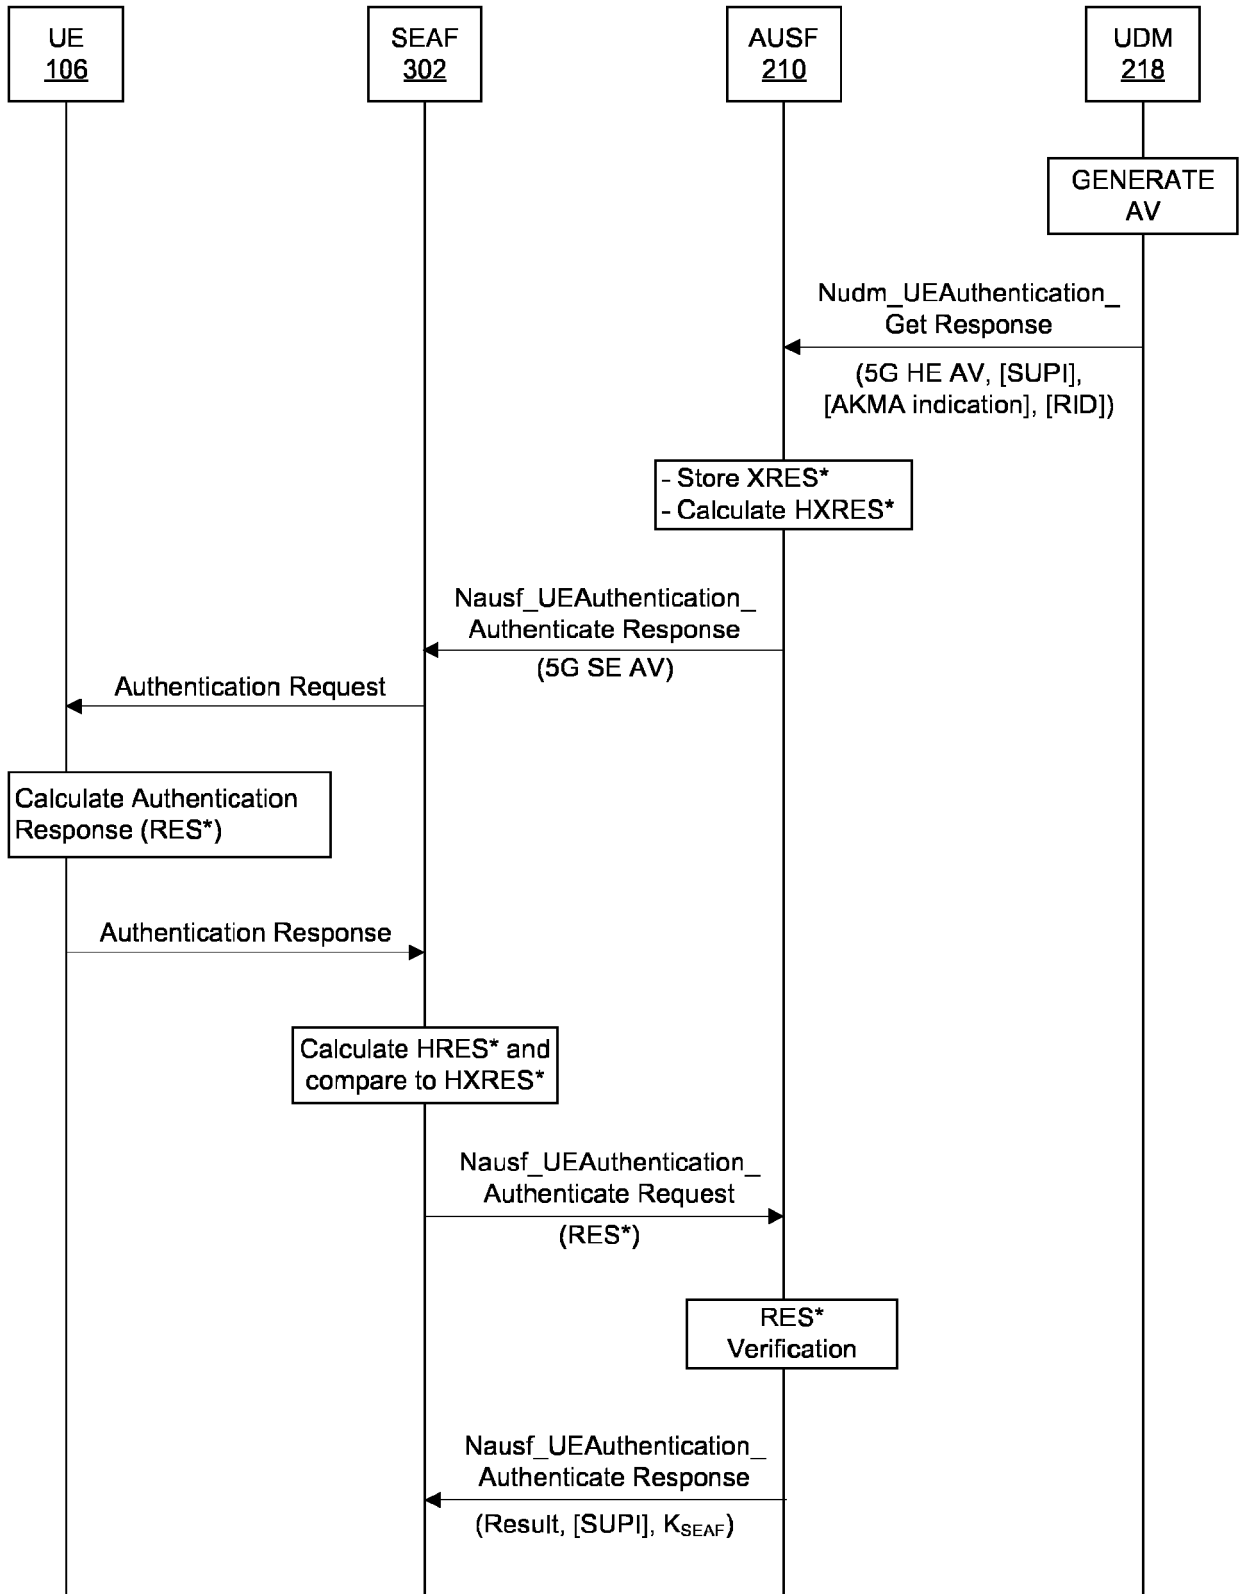 UE
106
SEAF
302
AUSF
210
UDM
218
GENERATE
AV
Nudm_UEAuthentication_
Get Response
(5G HE AV, [SUPI],
[AKMA indication], [RID])
- Store XRES*
- Calculate HXRES*
Nausf_UEAuthentication_
Authenticate Response
(5G SE AV)
Authentication Request
Calculate Authentication
Response (RES*)
Authentication Response
Calculate HRES* and
compare to HXRES*
Nausf_UEAuthentication_
Authenticate Request
(RES*)
RES*
Verification
Nausf_UEAuthentication_
Authenticate Response
(Result, [SUPI], KSEAF)